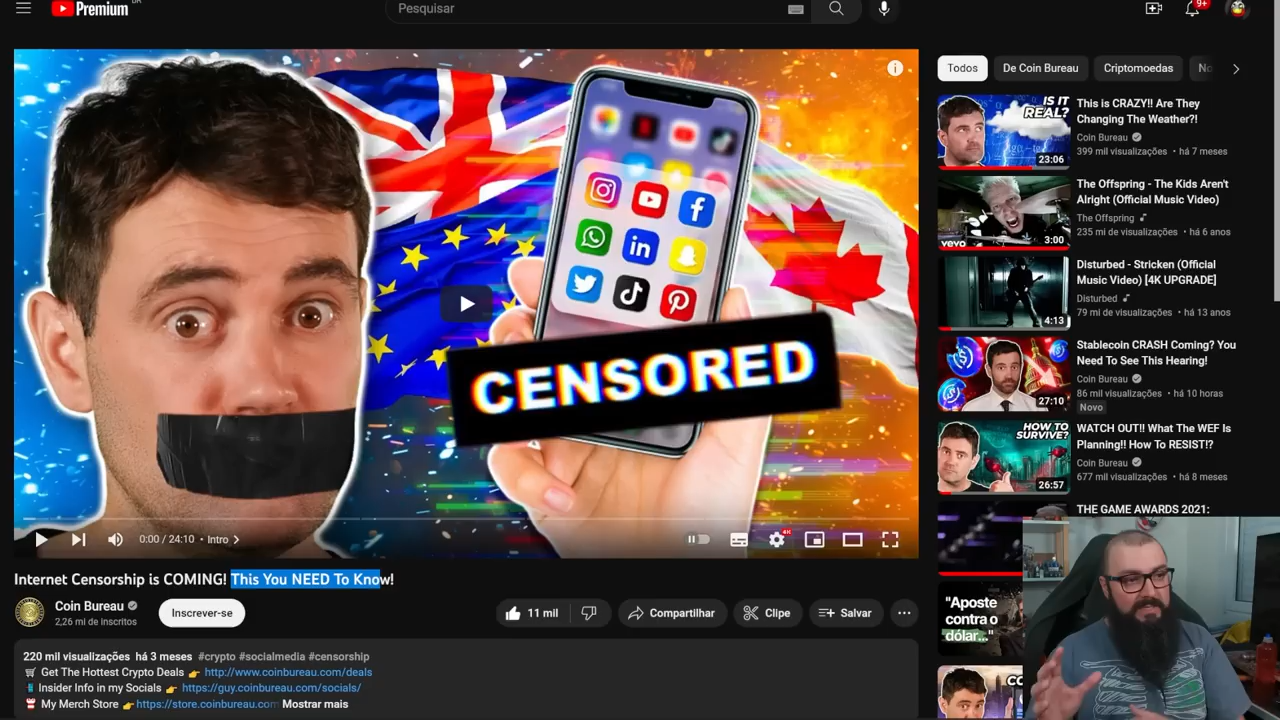 Premium
BR
Pesquisar
9+
CENSORED
0:00 / 24:10 • Intro
4K
Internet Censorship is COMING! This You NEED To Know!
Coin Bureau
2,26 mi de inscritos
Inscrever-se
11 mil
Compartilhar
Clipe
Salvar
220 mil visualizações há 3 meses #crypto #socialmedia #censorship
Get The Hottest Crypto Deals 👉 http://www.coinbureau.com/deals
Insider Info in my Socials 👉 https://guy.coinbureau.com/socials/
My Merch Store 👉 https://store.coinbureau.com Mostrar mais
Todos
De Coin Bureau
Criptomoedas
No
IS IT
REAL?
23:06
This is CRAZY!! Are They
Changing The Weather?!
Coin Bureau
399 mil visualizações • há 7 meses
vevo
3:00
The Offspring - The Kids Aren't
Alright (Official Music Video)
The Offspring
235 mi de visualizações • há 6 anos
4:13
Disturbed - Stricken (Official
Music Video) [4K UPGRADE]
Disturbed
79 mi de visualizações • há 13 anos
27:10
Stablecoin CRASH Coming? You
Need To See This Hearing!
Coin Bureau
86 mil visualizações • há 10 horas
Novo
HOW TO
SURVIVE?
26:57
WATCH OUT!! What The WEF Is
Planning!! How To RESIST!?
Coin Bureau
677 mil visualizações • há 8 meses
THE GAME AWARDS 2021:
"Aposte
contra o
dólar..."